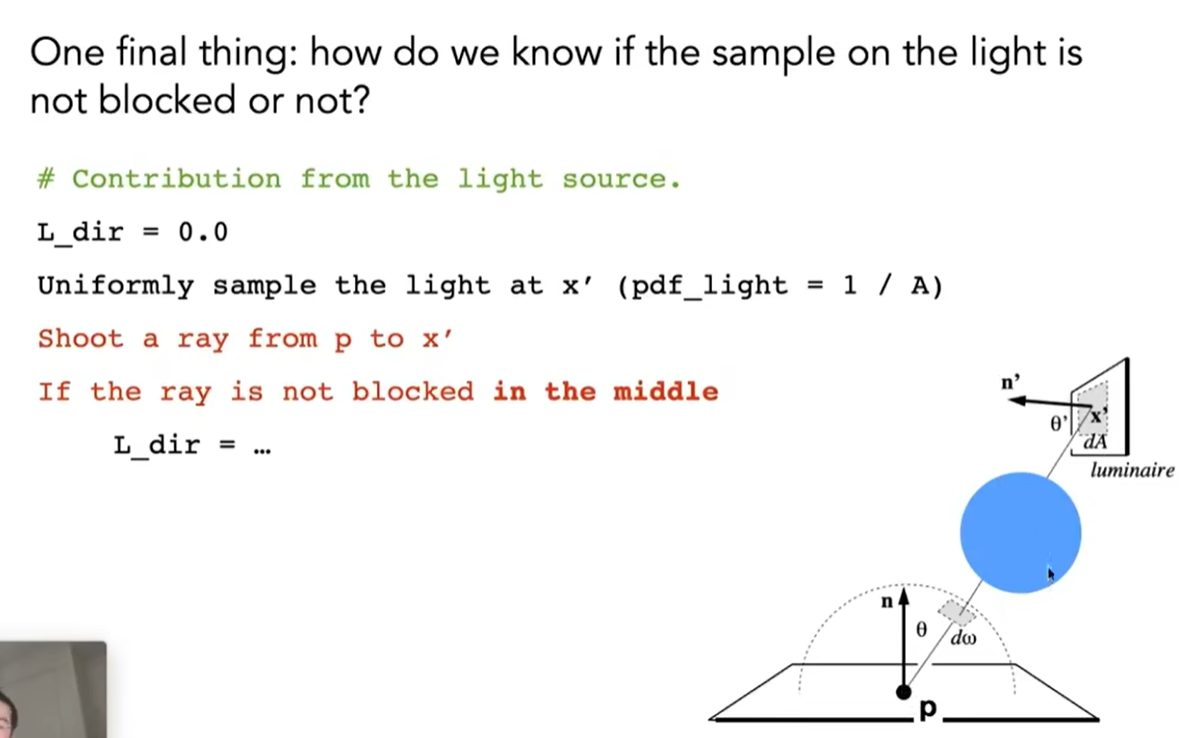 One final thing: how do we know if the sample on the light is
not blocked or not?
# Contribution from the light source.
L_dir = 0.0
Uniformly sample the light at x′ (pdf_light = 1 / A)
Shoot a ray from p to x′
If the ray is not blocked in the middle
L_dir = …
n’
θ’
x’
dA
luminaire
n
θ
dω
p